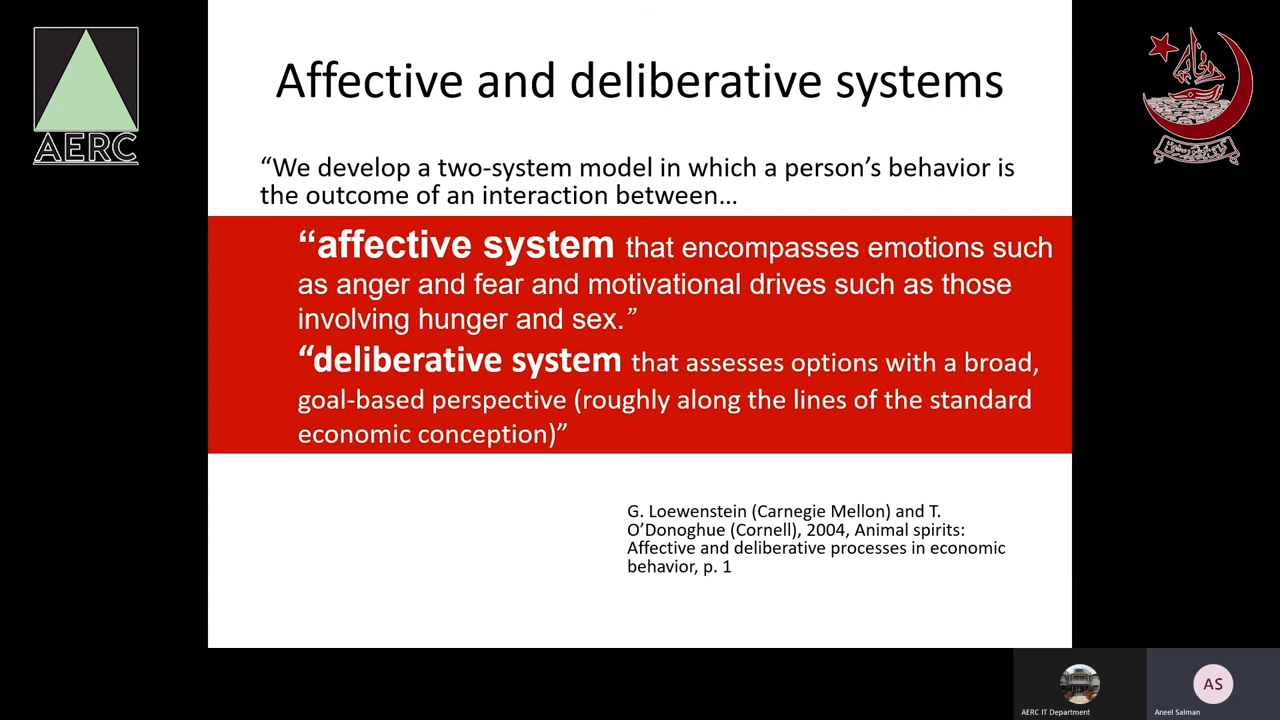 Affective and deliberative systems
“We develop a two-system model in which a person’s behavior is
the outcome of an interaction between…
“affective system that encompasses emotions such
as anger and fear and motivational drives such as those
involving hunger and sex.”
“deliberative system that assesses options with a broad,
goal-based perspective (roughly along the lines of the standard
economic conception)”
G. Loewenstein (Carnegie Mellon) and T.
O’Donoghue (Cornell), 2004, Animal spirits:
Affective and deliberative processes in economic
behavior, p. 1
AERC
AERC IT Department
AS
Aneel Salman